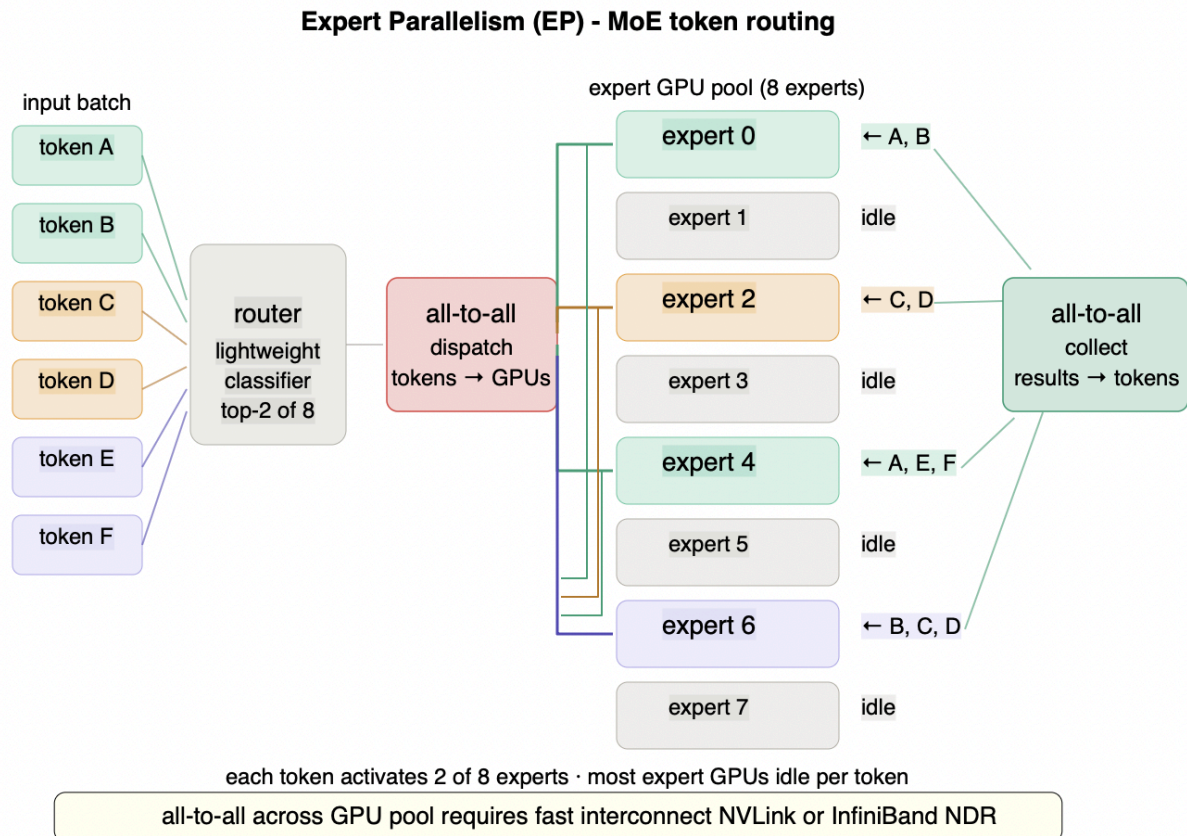 Expert Parallelism (EP) - MoE token routing
input batch
token A
token B
token C
token D
token E
token F
router
lightweight
classifier
top-2 of 8
all-to-all
dispatch
tokens → GPUs
expert GPU pool (8 experts)
expert 0
← A, B
expert 1
idle
expert 2
← C, D
expert 3
idle
expert 4
← A, E, F
expert 5
idle
expert 6
← B, C, D
expert 7
idle
all-to-all
collect
results → tokens
each token activates 2 of 8 experts · most expert GPUs idle per token
all-to-all across GPU pool requires fast interconnect NVLink or InfiniBand NDR